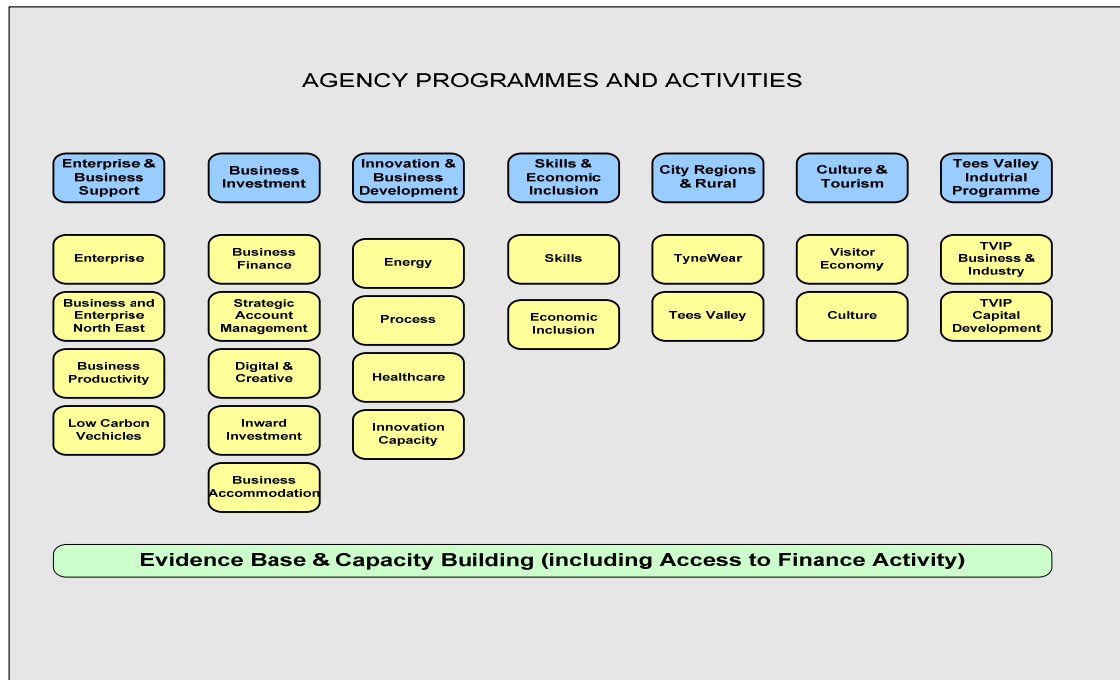 AGENCY PROGRAMMES AND ACTIVITIES
Enterprise &
Business
Support
Business
Investment
Innovation &
Business
Development
Skills &
Economic
Inclusion
City Regions
& Rural
Culture &
Tourism
Tees Valley
Indutrial
Programme
Enterprise
Business and
Enterprise
North East
Business
Productivity
Low Carbon
Vechicles
Business
Finance
Strategic
Account
Management
Digital &
Creative
Inward
Investment
Business
Accommodation
Energy
Process
Healthcare
Innovation
Capacity
Skills
Economic
Inclusion
TyneWear
Tees Valley
Visitor
Economy
Culture
TVIP
Business &
Industry
TVIP
Capital
Development
Evidence Base & Capacity Building (including Access to Finance Activity)